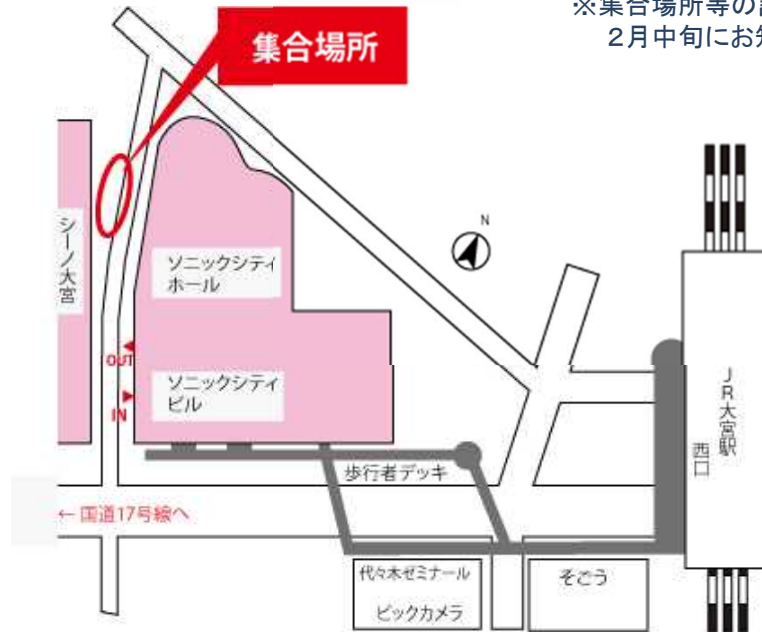 ※集合場所等の
2月中旬にお知
集合場所
N
シーノ大宮
ソニックシティ
ホール
OUT
IN
ソニックシティ
ビル
JR大宮駅
西口
歩行者デッキ
← 国道17号線へ
代々木ゼミナール
ビックカメラ
そごう